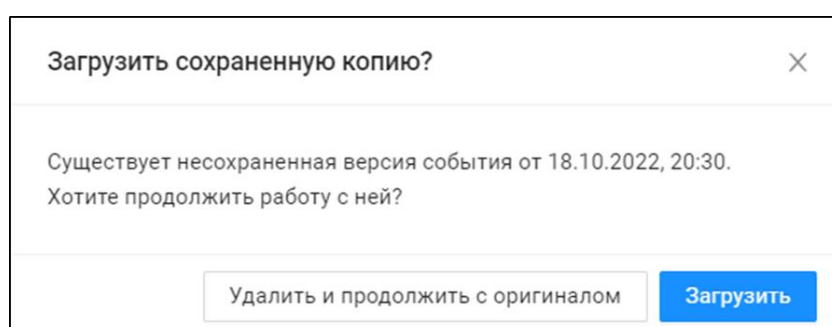 Загрузить сохраненную копию?
Существует несохраненная версия события от 18.10.2022, 20:30.
Хотите продолжить работу с ней?
Удалить и продолжить с оригиналом
Загрузить